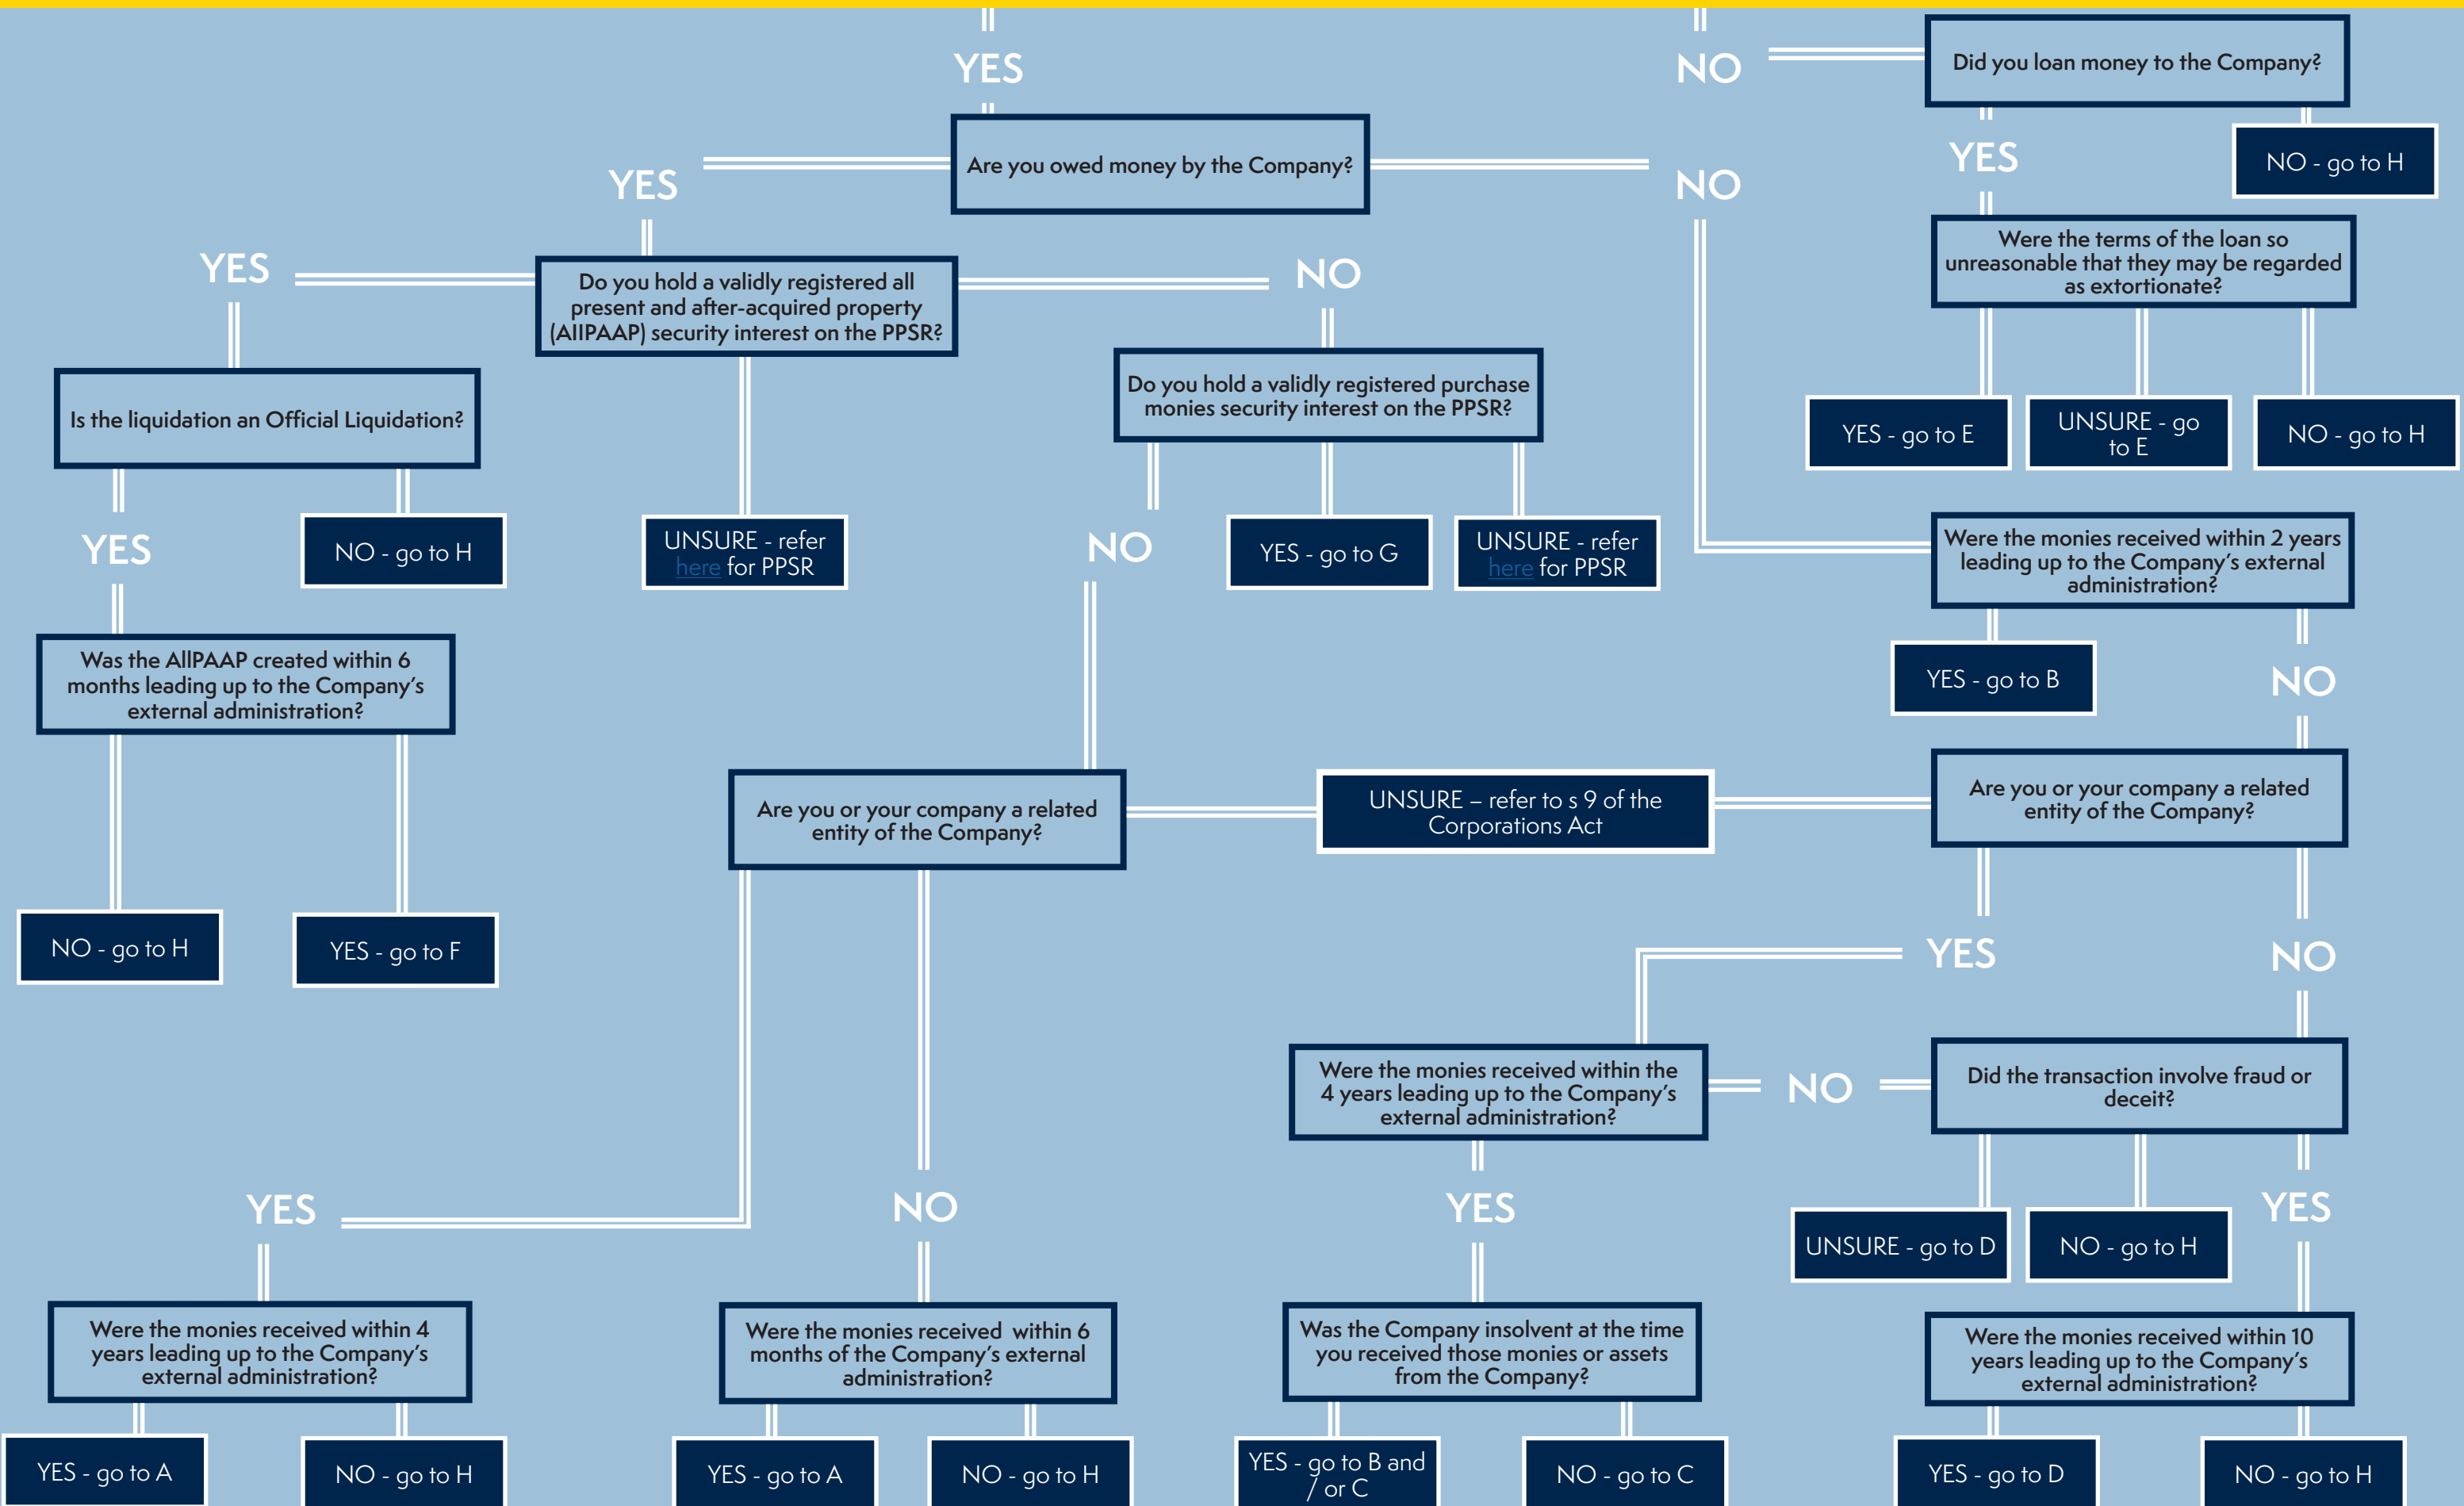 YES
NO
Did you loan money to the Company?
Are you owed money by the Company?
YES
NO - go to H
YES
NO
YES
Do you hold a validly registered all
present and after-acquired property
(AllPAAP) security interest on the PPSR?
NO
Were the terms of the loan so
unreasonable that they may be regarded
as extortionate?
Is the liquidation an Official Liquidation?
Do you hold a validly registered purchase
monies security interest on the PPSR?
YES - go to E
UNSURE - go
to E
NO - go to H
YES
NO - go to H
UNSURE - refer
here for PPSR
NO
YES - go to G
UNSURE - refer
here for PPSR
Were the monies received within 2 years
leading up to the Company's external
administration?
Was the AllPAAP created within 6
months leading up to the Company's
external administration?
YES - go to B
NO
Are you or your company a related
entity of the Company?
UNSURE – refer to s 9 of the
Corporations Act
Are you or your company a related
entity of the Company?
NO - go to H
YES - go to F
YES
NO
Were the monies received within the
4 years leading up to the Company's
external administration?
NO
Did the transaction involve fraud or
deceit?
YES
NO
YES
UNSURE - go to D
NO - go to H
YES
Were the monies received within 4
years leading up to the Company's
external administration?
Were the monies received within 6
months of the Company's external
administration?
Was the Company insolvent at the time
you received those monies or assets
from the Company?
Were the monies received within 10
years leading up to the Company's
external administration?
YES - go to A
NO - go to H
YES - go to A
NO - go to H
YES - go to B and
/ or C
NO - go to C
YES - go to D
NO - go to H